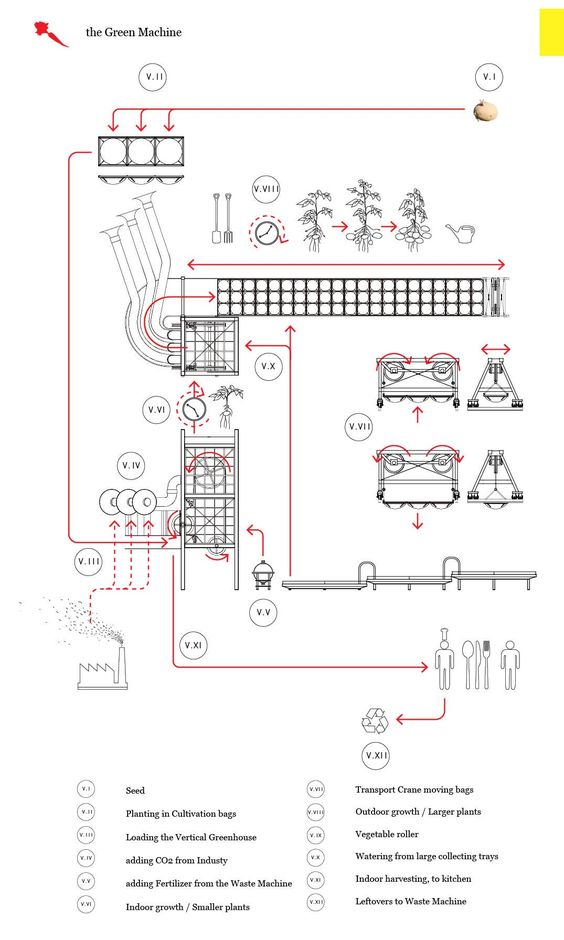 the Green Machine
V.II
V.I
V.VIII
V.X
V.VI
V.VII
V.IV
V.III
V.V
V.XI
V.XII
V.I Seed
V.II Planting in Cultivation bags
V.III Loading the Vertical Greenhouse
V.IV adding CO2 from Industy
V.V adding Fertilizer from the Waste Machine
V.VI Indoor growth / Smaller plants
V.VII Transport Crane moving bags
V.VIII Outdoor growth / Larger plants
V.IX Vegetable roller
V.X Watering from large collecting trays
V.XI Indoor harvesting, to kitchen
V.XII Leftovers to Waste Machine